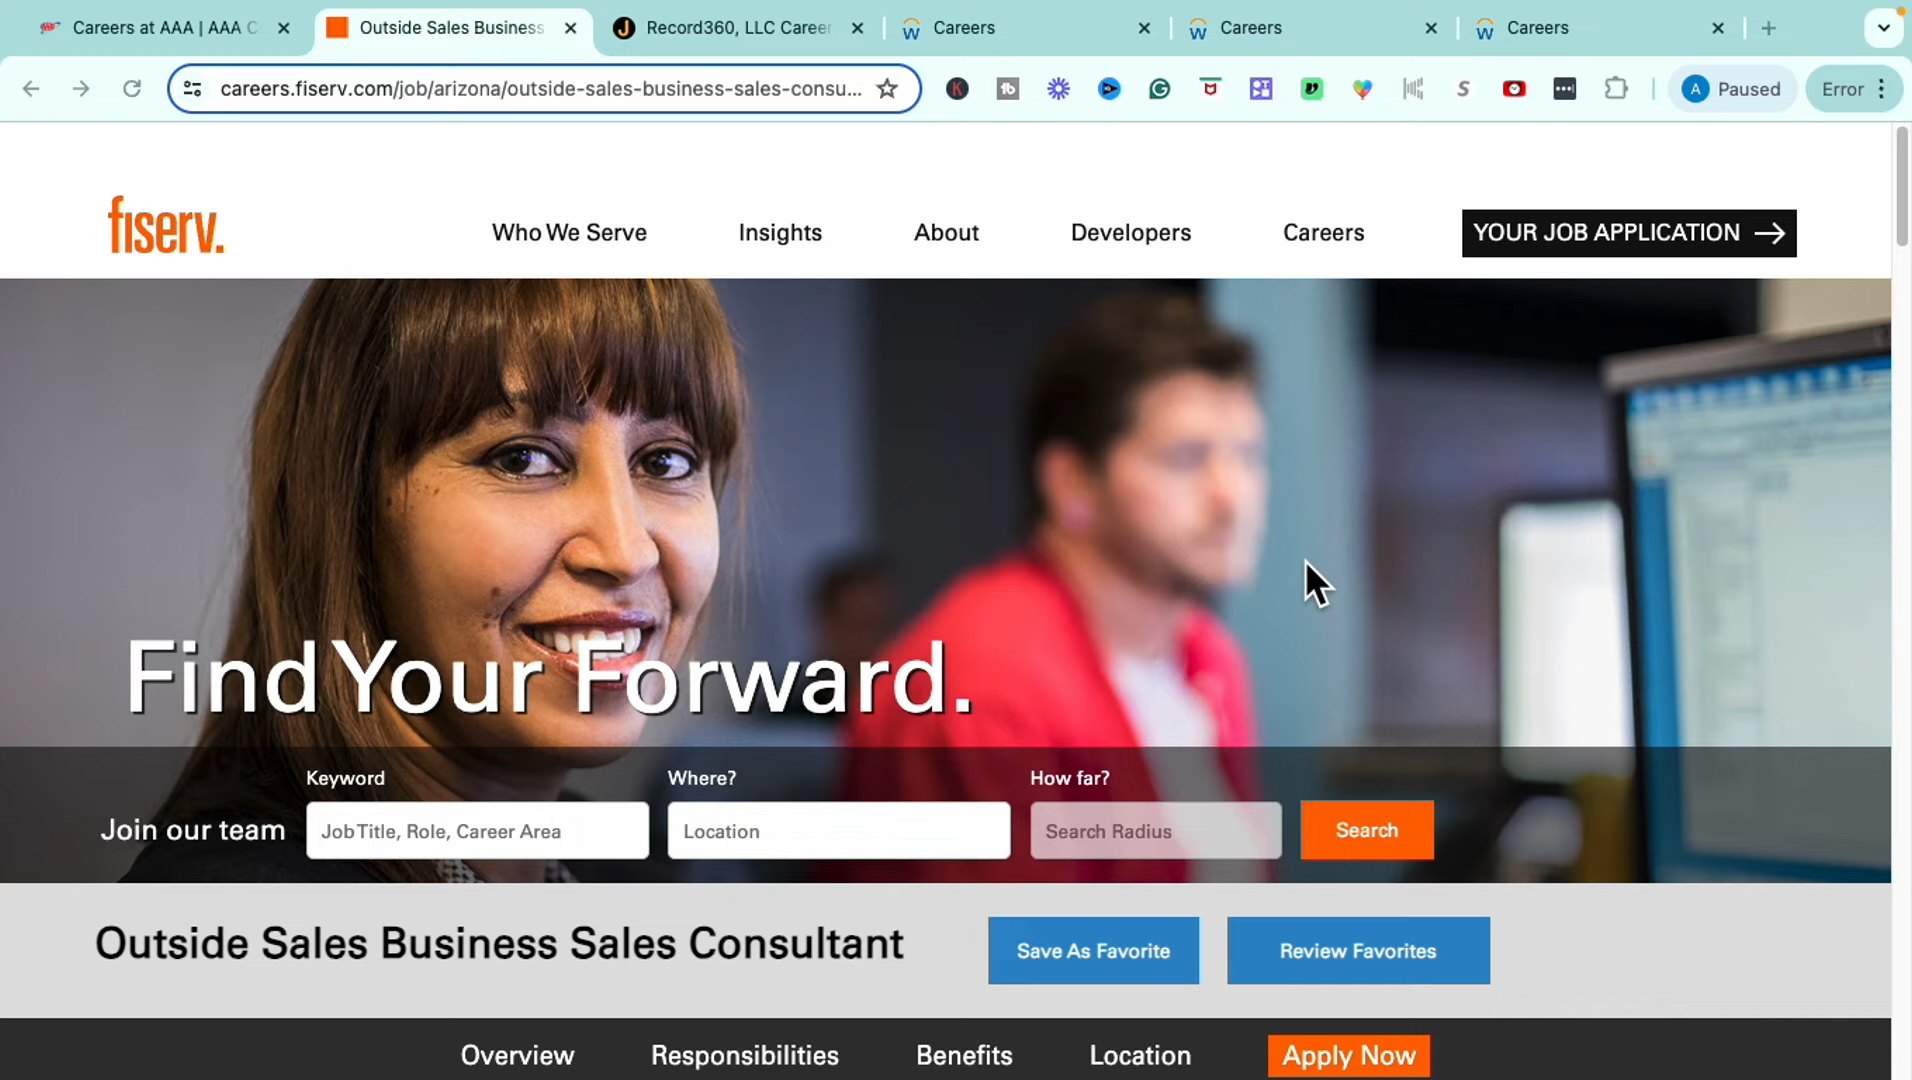 Careers at AAA | AAA C
Outside Sales Business
Record360, LLC Career
Careers
Careers
Careers
careers.fiserv.com/job/arizona/outside-sales-business-sales-consu...
A Paused
Error
fiserv.
Who We Serve
Insights
About
Developers
Careers
YOUR JOB APPLICATION
Find Your Forward.
Join our team
Keyword
Job Title, Role, Career Area
Where?
Location
How far?
Search Radius
Search
Outside Sales Business Sales Consultant
Save As Favorite
Review Favorites
Overview
Responsibilities
Benefits
Location
Apply Now